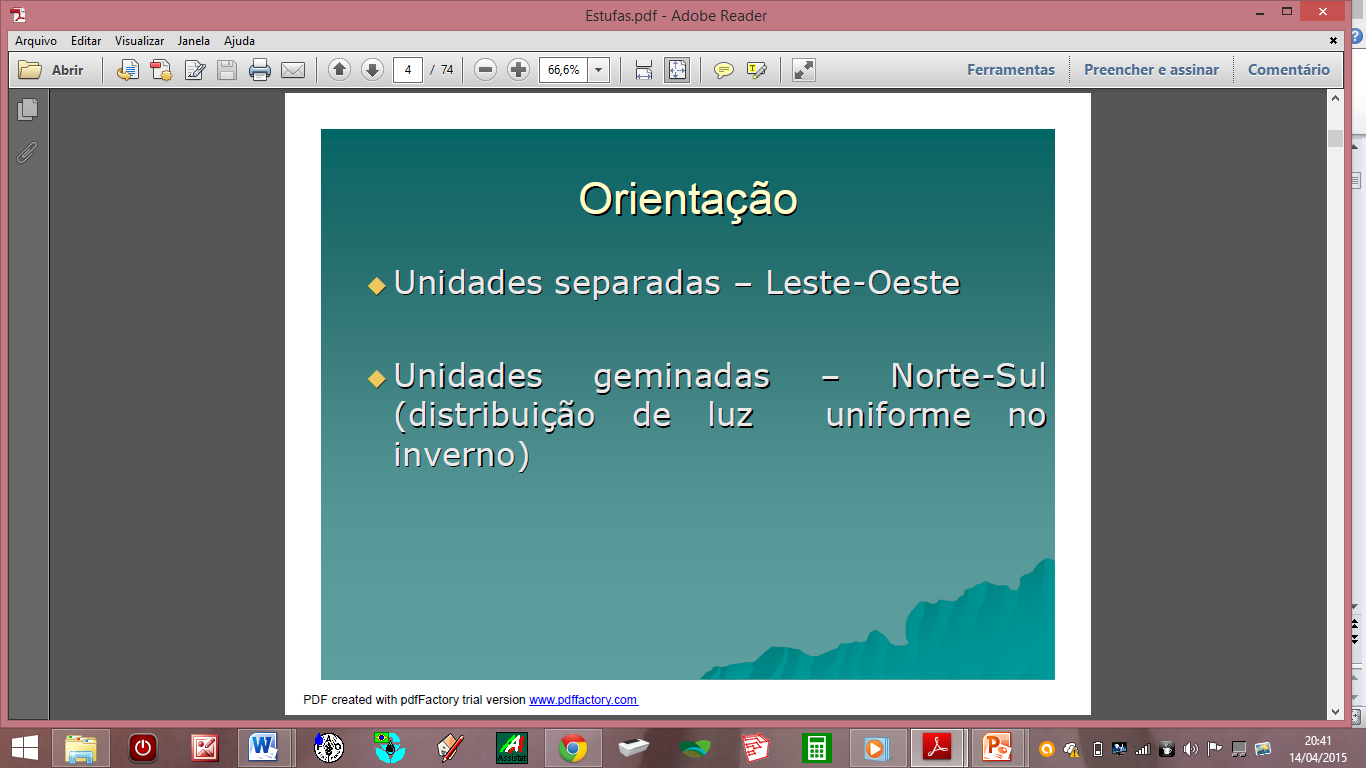 Estufas.pdf - Adobe Reader
Arquivo Editar Visualizar Janela Ajuda
Abrir 4 / 74 66,6% Ferramentas Preencher e assinar Comentário
Orientação
Unidades separadas – Leste-Oeste
Unidades geminadas – Norte-Sul
(distribuição de luz uniforme no
inverno)
PDF created with pdfFactory trial version www.pdffactory.com
Assistat
20:41
14/04/2015